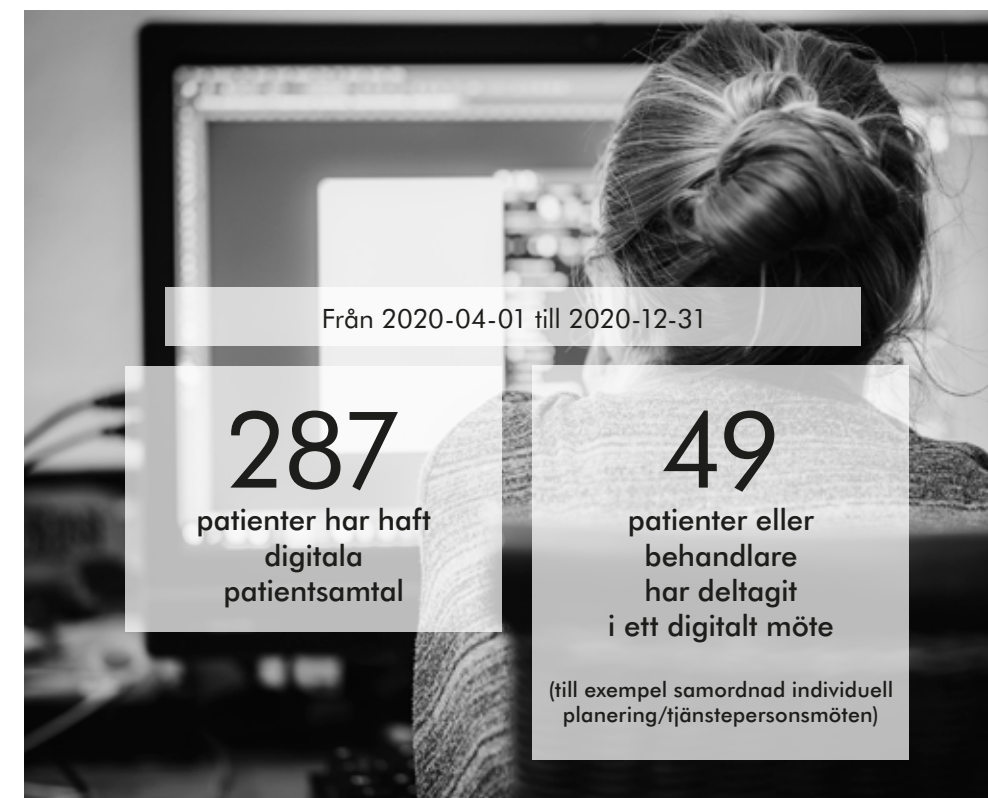 Från 2020-04-01 till 2020-12-31
287
patienter har haft
digitala
patientsamtal
49
patienter eller
behandlare
har deltagit
i ett digitalt möte
(till exempel samordnad individuell
planering/tjänstepersonsmöten)